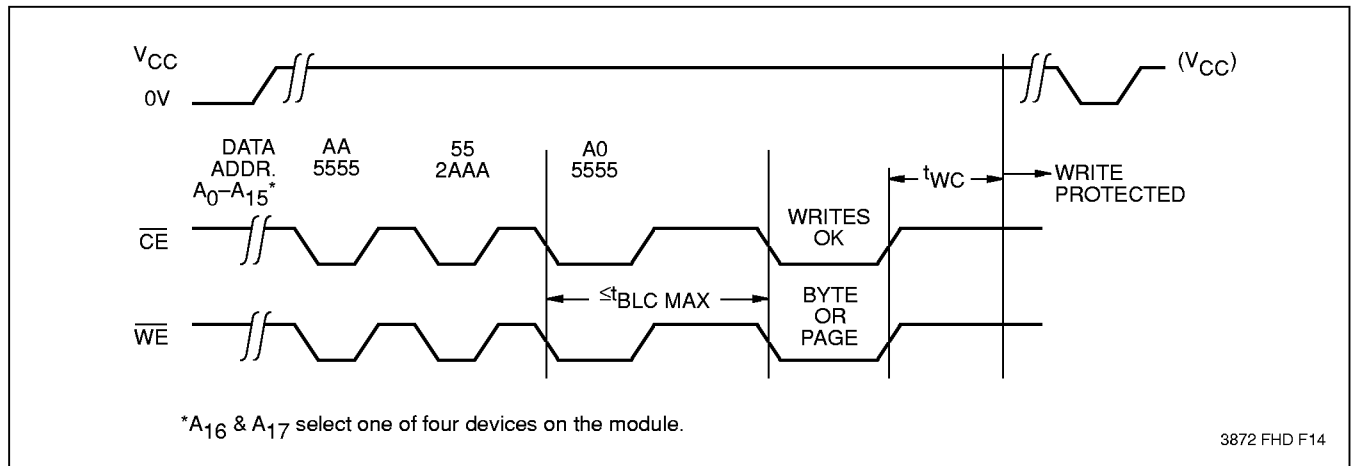 VCC
0V
(VCC)
DATA AA 55 A0
ADDR. 5555 2AAA 5555
A0–A15*
tWC
WRITE
PROTECTED
CE
WRITES
OK
≤tBLC MAX
BYTE
OR
PAGE
WE
*A16 & A17 select one of four devices on the module.
3872 FHD F14